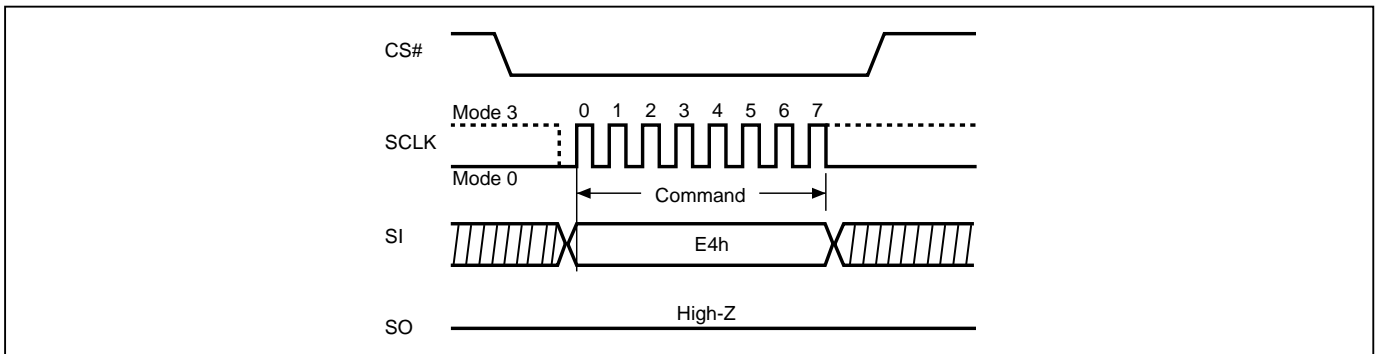 CS#
Mode 3
0 1 2 3 4 5 6 7
SCLK
Mode 0
Command
SI
E4h
High-Z
SO